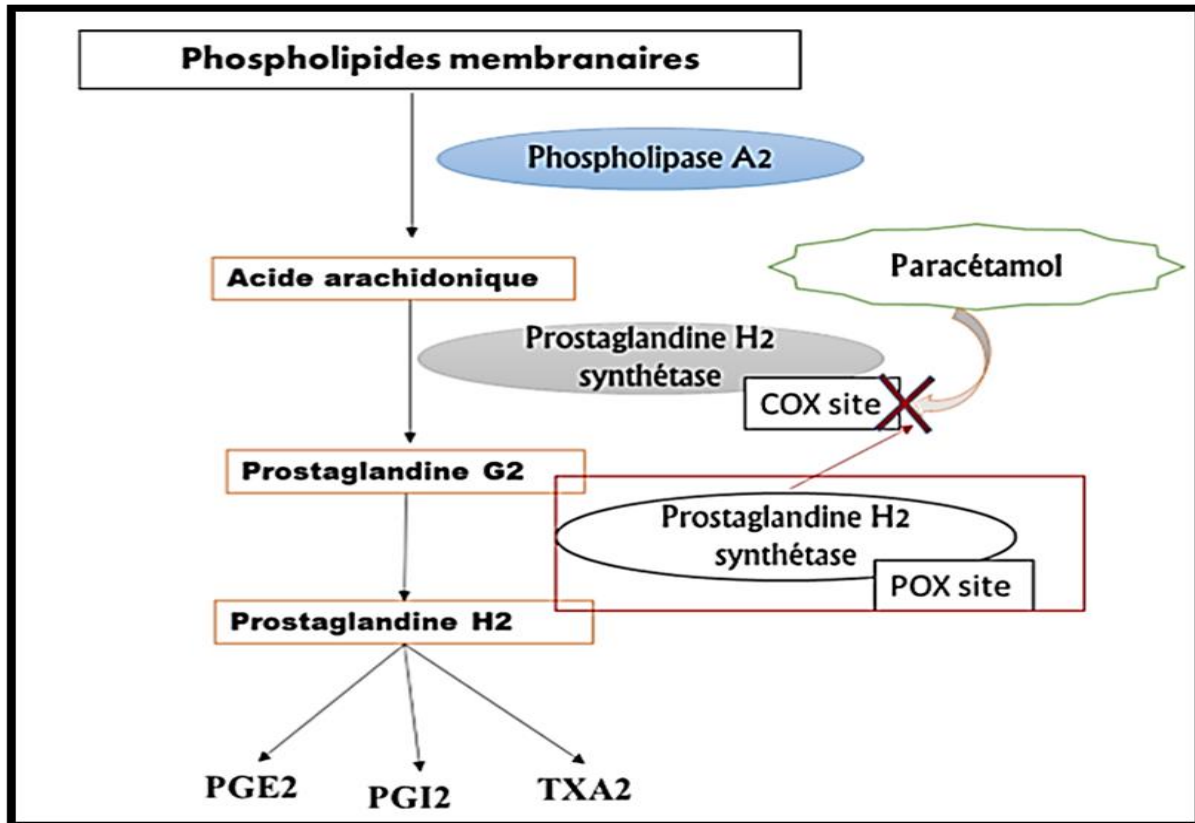 Phospholipides membranaires
Phospholipase A2
Acide arachidonique
Paracétamol
Prostaglandine H2
synthétase
COX site
Prostaglandine G2
Prostaglandine H2
synthétase
POX site
Prostaglandine H2
PGE2
PGI2
TXA2